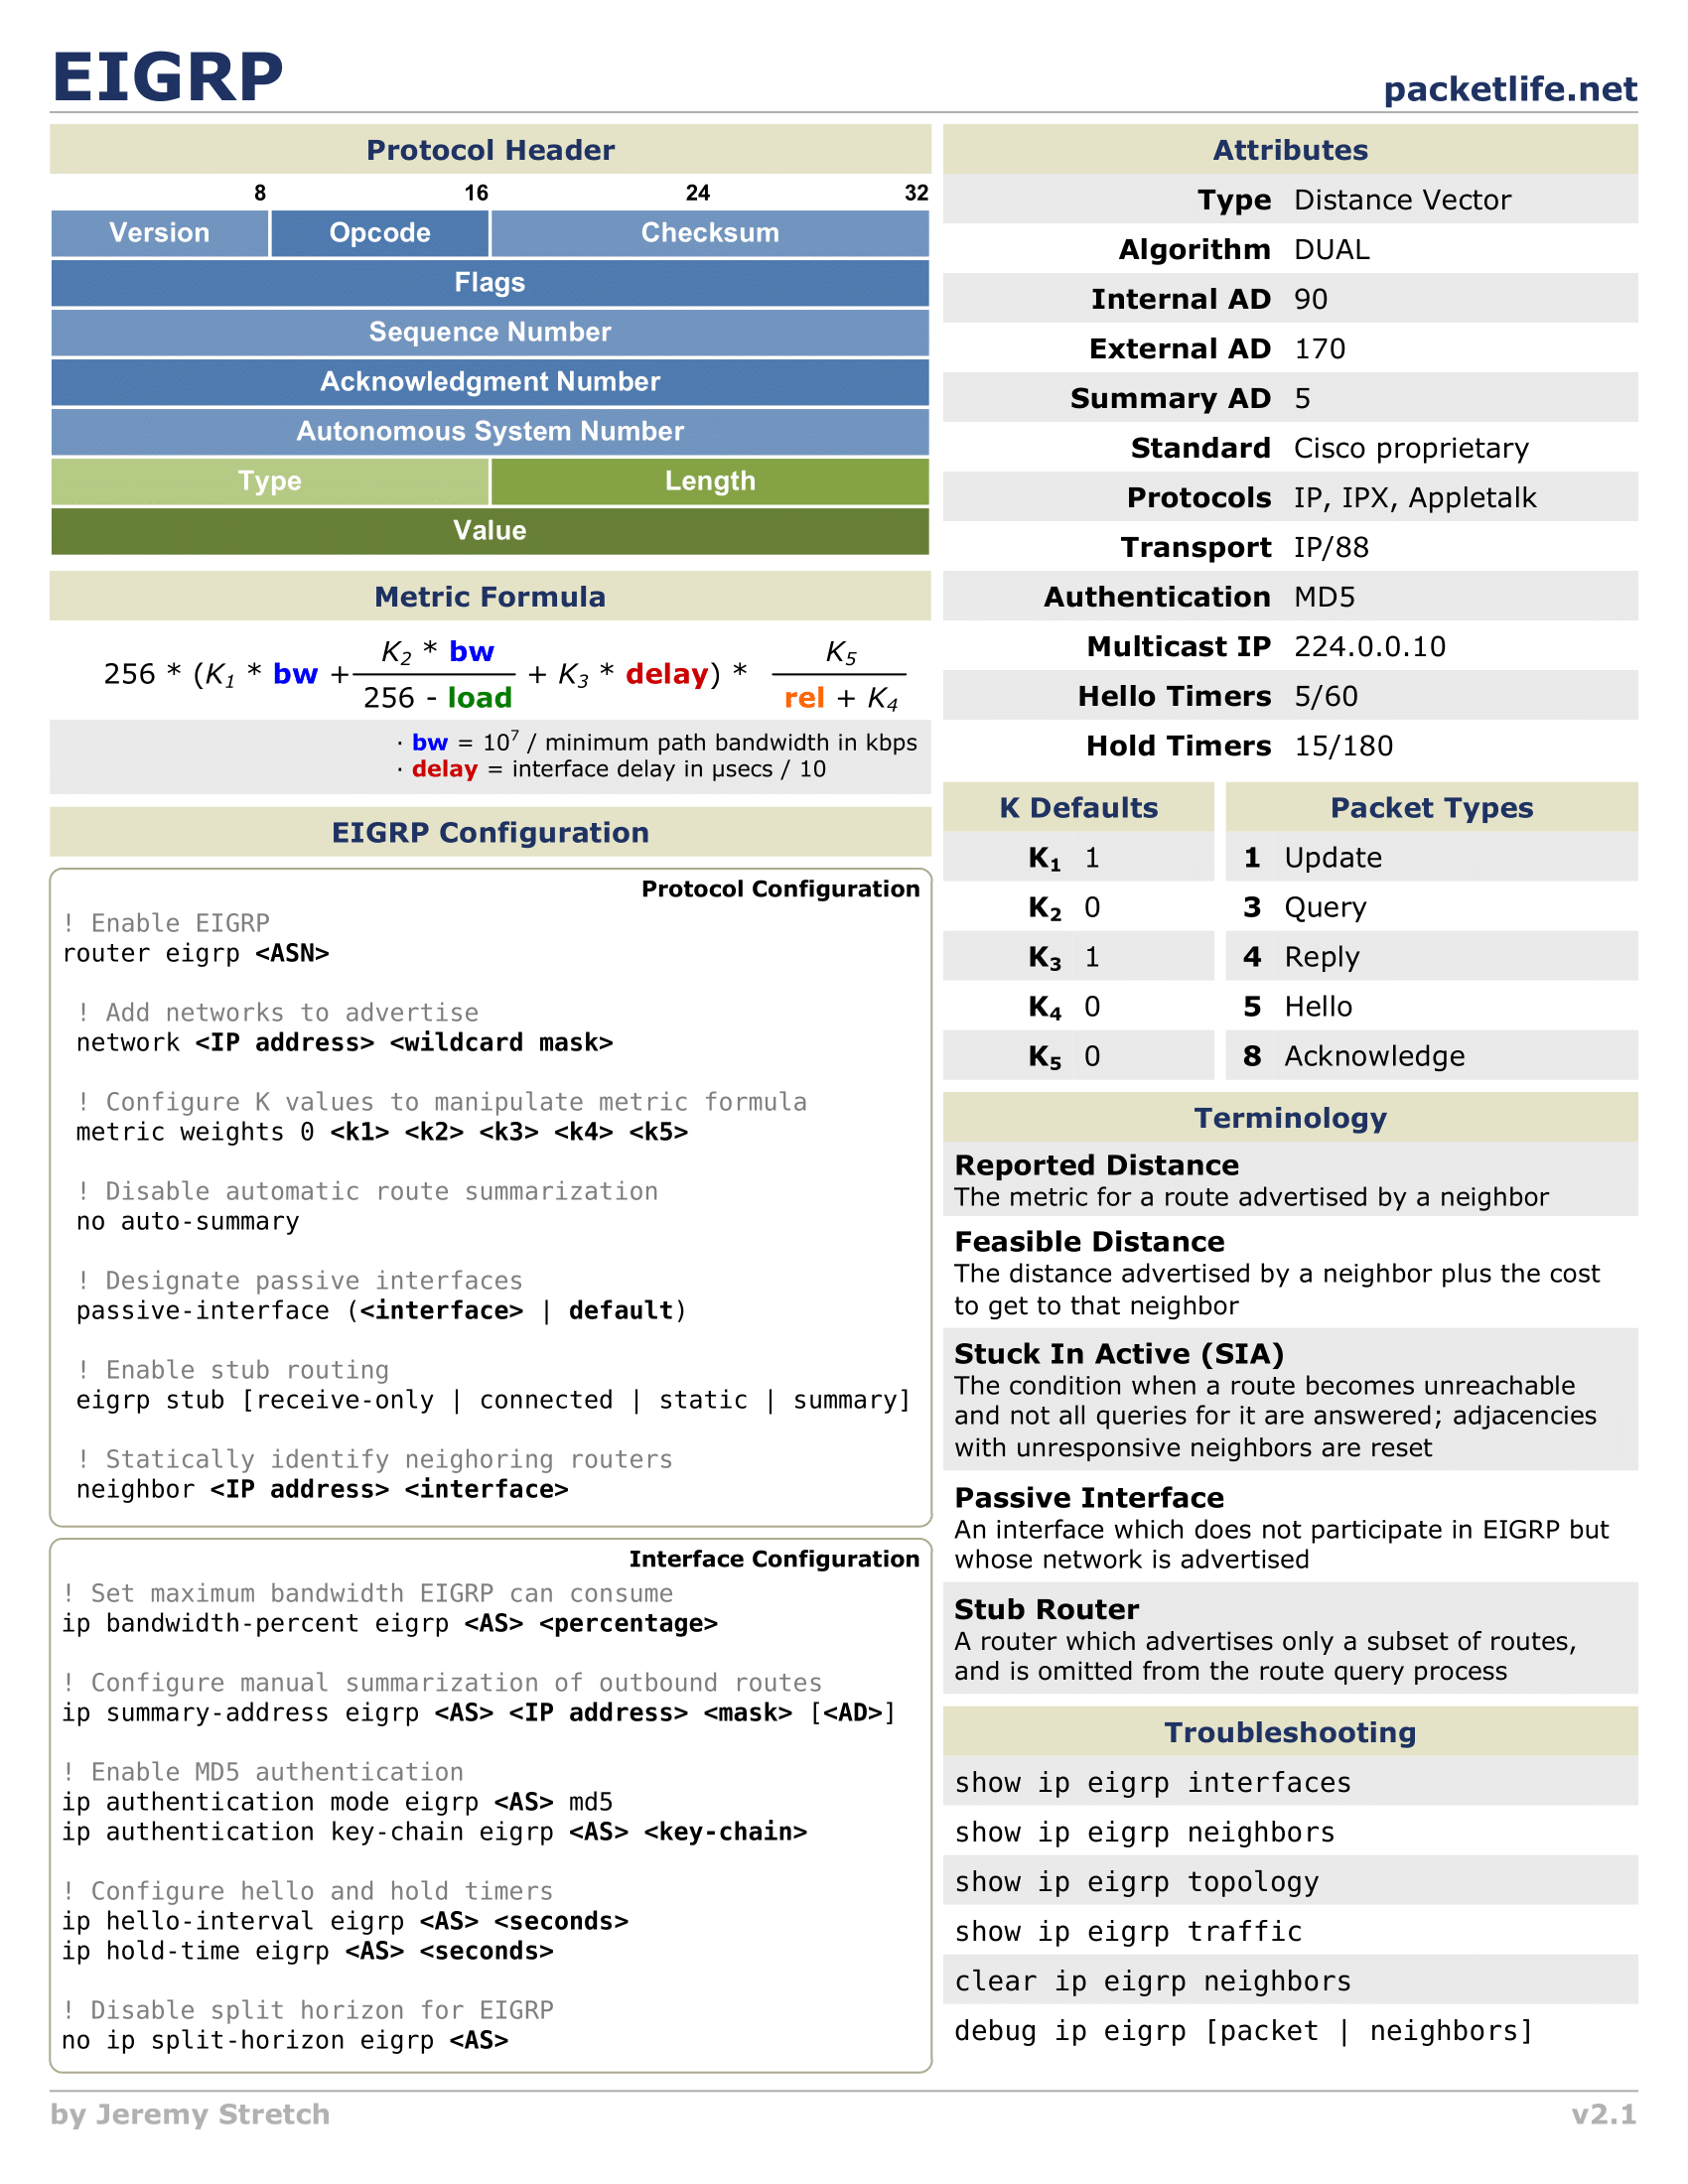 EIGRP
packetlife.net
Protocol Header
8 16 24 32
Version Opcode Checksum
Flags
Sequence Number
Acknowledgment Number
Autonomous System Number
Type Length
Value
Metric Formula
256 * (K1 * bw + K2 * bw / 256 - load + K3 * delay) * K5 / rel + K4
· bw = 10^7 / minimum path bandwidth in kbps
· delay = interface delay in µsecs / 10
EIGRP Configuration
Protocol Configuration
! Enable EIGRP
router eigrp <ASN>
! Add networks to advertise
network <IP address> <wildcard mask>
! Configure K values to manipulate metric formula
metric weights 0 <k1> <k2> <k3> <k4> <k5>
! Disable automatic route summarization
no auto-summary
! Designate passive interfaces
passive-interface (<interface> | default)
! Enable stub routing
eigrp stub [receive-only | connected | static | summary]
! Statically identify neighoring routers
neighbor <IP address> <interface>
Interface Configuration
! Set maximum bandwidth EIGRP can consume
ip bandwidth-percent eigrp <AS> <percentage>
! Configure manual summarization of outbound routes
ip summary-address eigrp <AS> <IP address> <mask> [<AD>]
! Enable MD5 authentication
ip authentication mode eigrp <AS> md5
ip authentication key-chain eigrp <AS> <key-chain>
! Configure hello and hold timers
ip hello-interval eigrp <AS> <seconds>
ip hold-time eigrp <AS> <seconds>
! Disable split horizon for EIGRP
no ip split-horizon eigrp <AS>
Attributes
Type Distance Vector
Algorithm DUAL
Internal AD 90
External AD 170
Summary AD 5
Standard Cisco proprietary
Protocols IP, IPX, Appletalk
Transport IP/88
Authentication MD5
Multicast IP 224.0.0.10
Hello Timers 5/60
Hold Timers 15/180
K Defaults
K1 1
K2 0
K3 1
K4 0
K5 0
Packet Types
1 Update
3 Query
4 Reply
5 Hello
8 Acknowledge
Terminology
Reported Distance
The metric for a route advertised by a neighbor
Feasible Distance
The distance advertised by a neighbor plus the cost
to get to that neighbor
Stuck In Active (SIA)
The condition when a route becomes unreachable
and not all queries for it are answered; adjacencies
with unresponsive neighbors are reset
Passive Interface
An interface which does not participate in EIGRP but
whose network is advertised
Stub Router
A router which advertises only a subset of routes,
and is omitted from the route query process
Troubleshooting
show ip eigrp interfaces
show ip eigrp neighbors
show ip eigrp topology
show ip eigrp traffic
clear ip eigrp neighbors
debug ip eigrp [packet | neighbors]
by Jeremy Stretch
v2.1